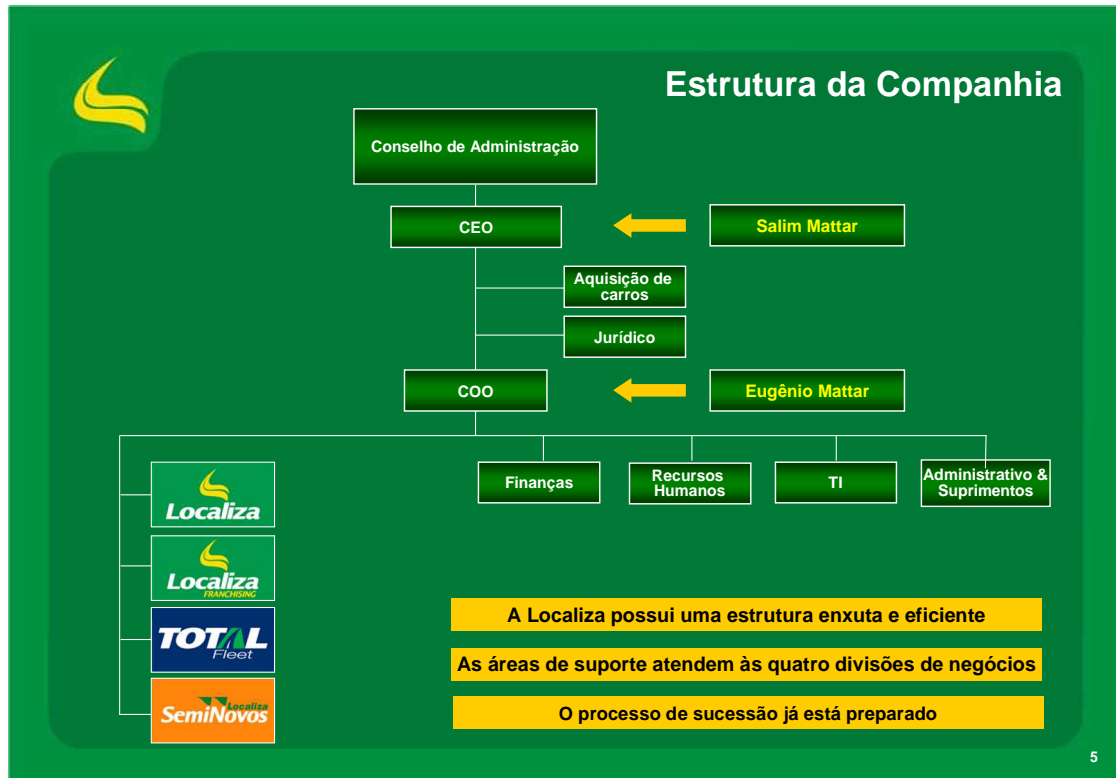 Estrutura da Companhia
Conselho de Administração
CEO
Salim Mattar
Aquisição de
carros
Jurídico
COO
Eugênio Mattar
Finanças
Recursos
Humanos
TI
Administrativo &
Suprimentos
Localiza
Localiza
FRANCHISING
TOTAL
Fleet
Localiza
SemiNovos
A Localiza possui uma estrutura enxuta e eficiente
As áreas de suporte atendem às quatro divisões de negócios
O processo de sucessão já está preparado
5